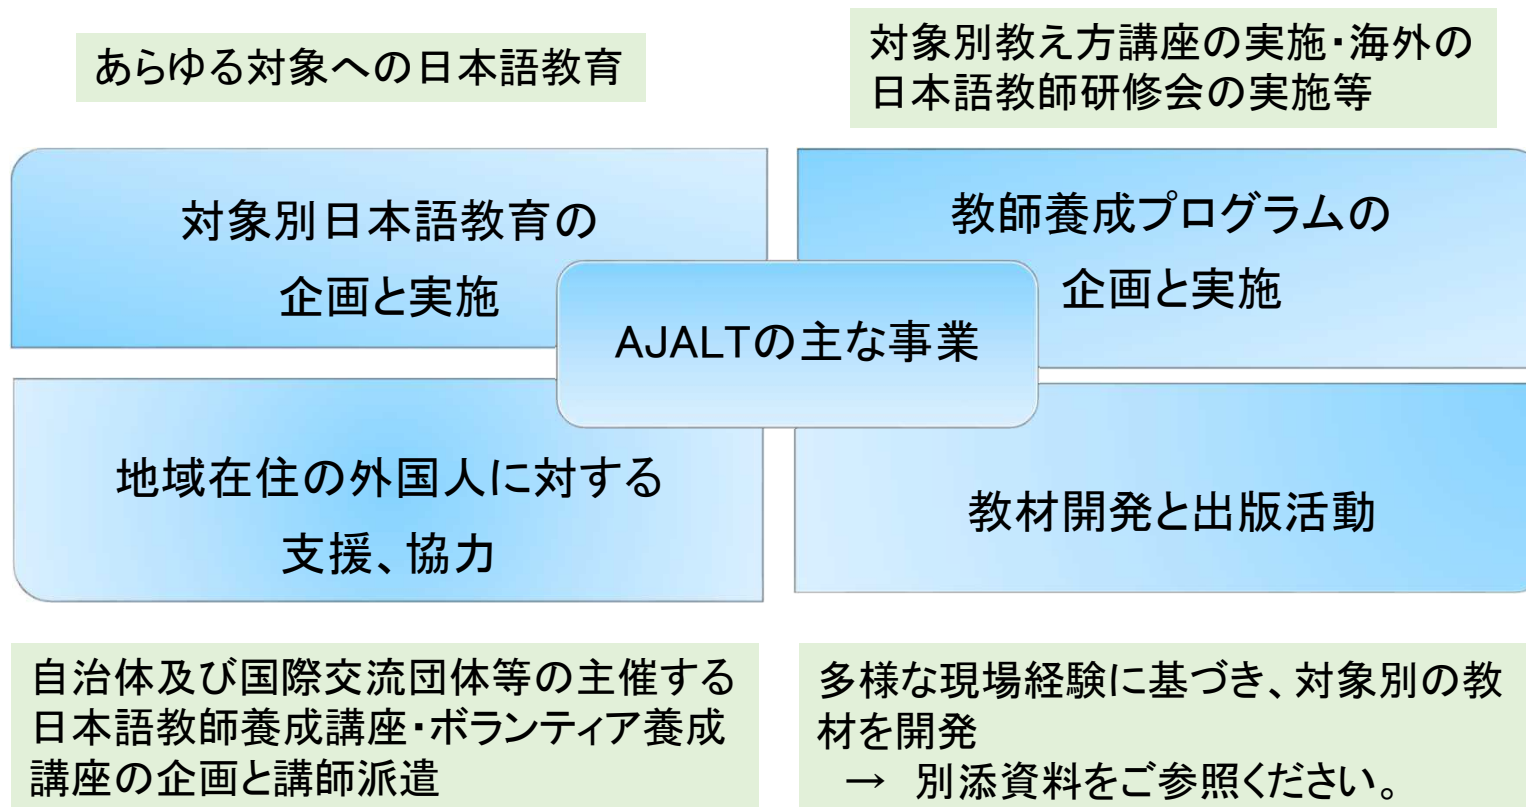 あらゆる対象への日本語教育
対象別教え方講座の実施・海外の
日本語教師研修会の実施等
対象別日本語教育の
企画と実施
教師養成プログラムの
企画と実施
AJALTの主な事業
地域在住の外国人に対する
支援、協力
教材開発と出版活動
自治体及び国際交流団体等の主催する
日本語教師養成講座・ボランティア養成
講座の企画と講師派遣
多様な現場経験に基づき、対象別の教
材を開発
→ 別添資料をご参照ください。